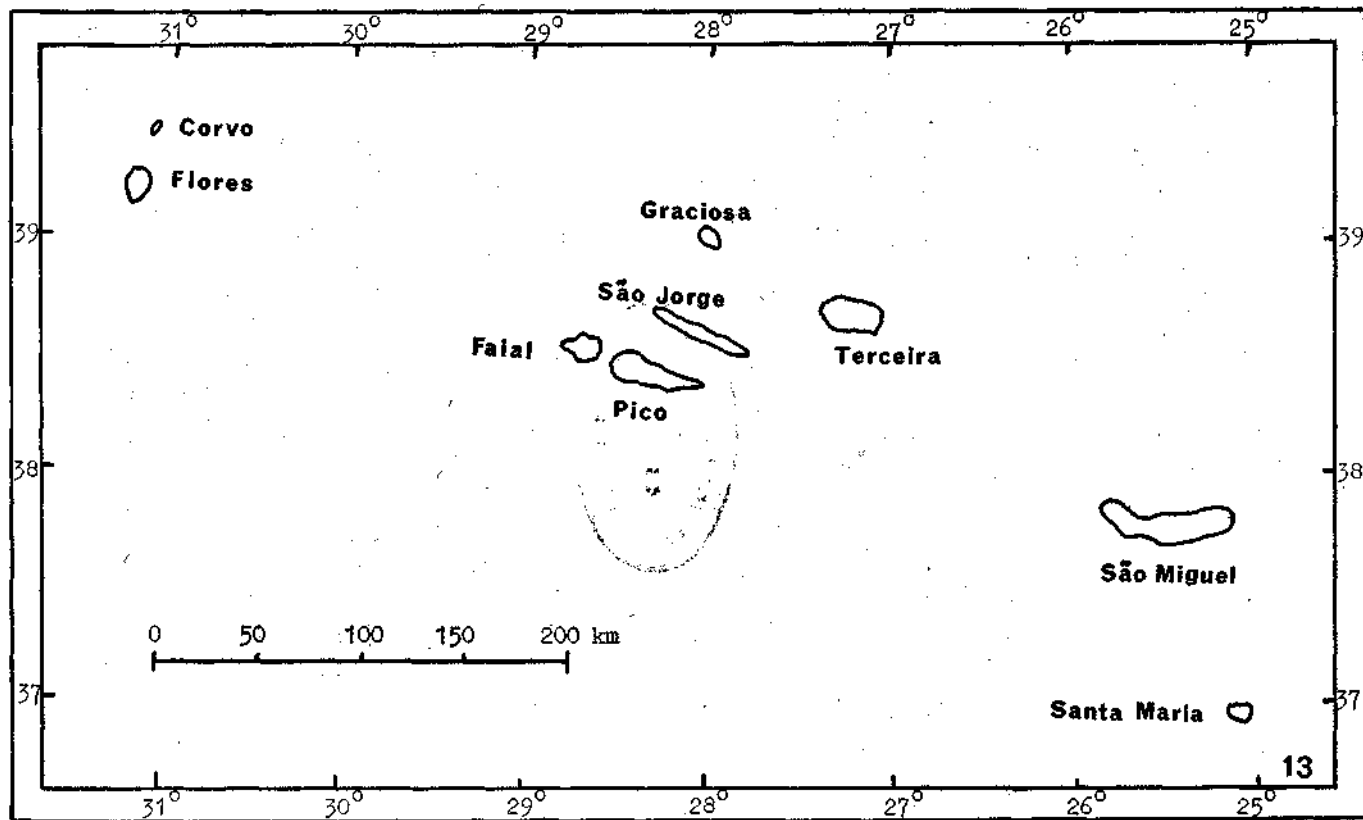 31° 30° 29° 28° 27° 26° 25°
Corvo
Flores
Graciosa
39 39
São Jorge
Faial
Terceira
Pico
38 38
São Miguel
0 50 100 150 200 km
37 37
Santa Maria
13
31° 30° 29° 28° 27° 26° 25°